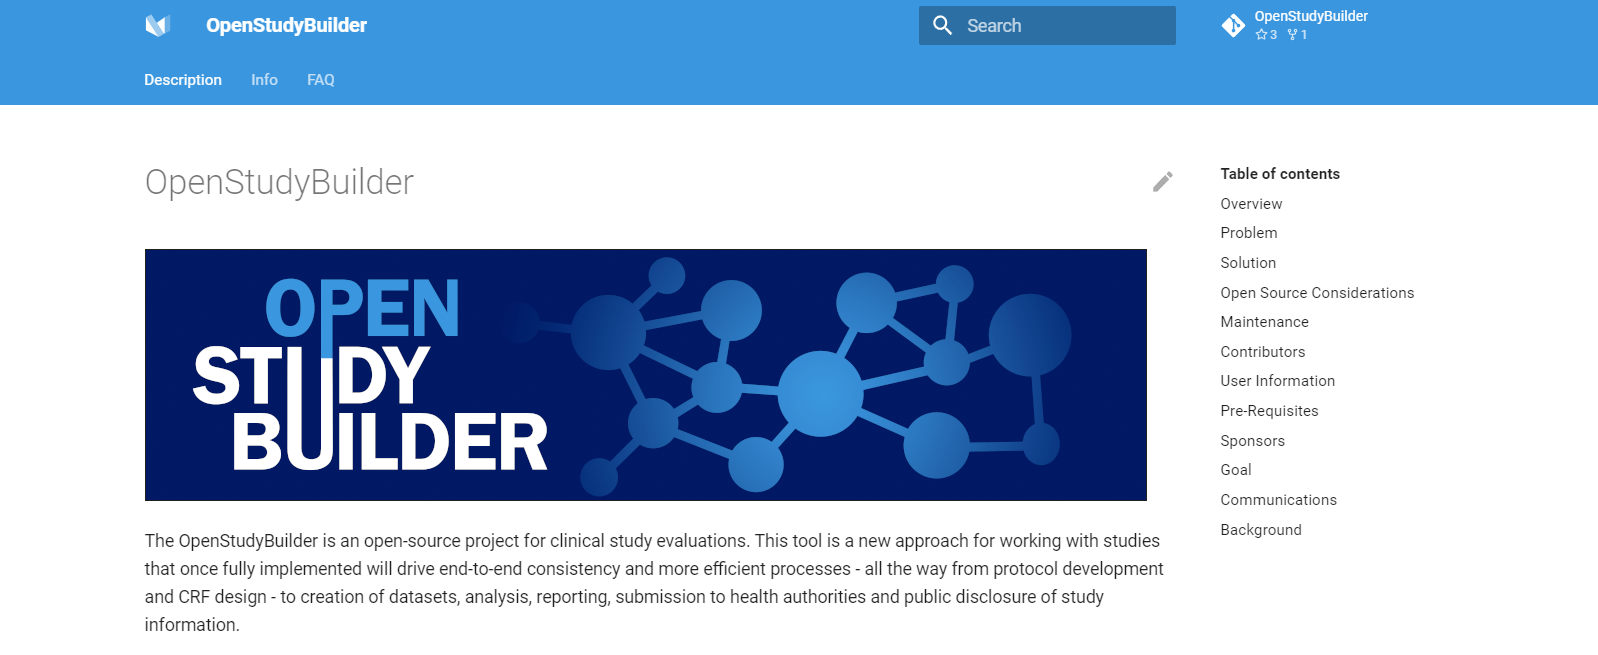 OpenStudyBuilder
Search
OpenStudyBuilder
3 1
Description Info FAQ
OpenStudyBuilder
OPEN
STUDY
BUILDER
The OpenStudyBuilder is an open-source project for clinical study evaluations. This tool is a new approach for working with studies
that once fully implemented will drive end-to-end consistency and more efficient processes - all the way from protocol development
and CRF design - to creation of datasets, analysis, reporting, submission to health authorities and public disclosure of study
information.
Table of contents
Overview
Problem
Solution
Open Source Considerations
Maintenance
Contributors
User Information
Pre-Requisites
Sponsors
Goal
Communications
Background